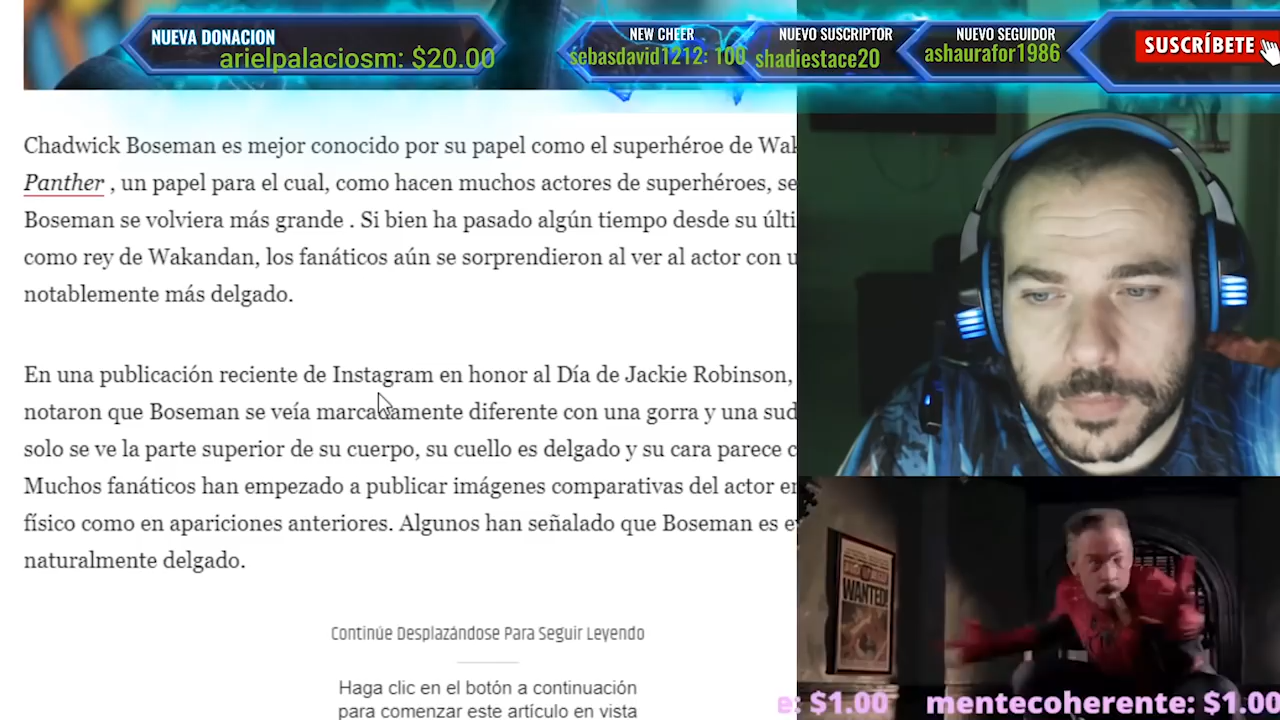 NUEVA DONACION
arielpalaciosm: $20.00
NEW CHEER
sebasdavid1212: 100
NUEVO SUSCRIPTOR
shadiestace20
NUEVO SEGUIDOR
ashaurafor1986
SUSCRÍBETE
Chadwick Boseman es mejor conocido por su papel como el superhéroe de
Panther , un papel para el cual, como hacen muchos actores de superhéroes, se
Boseman se volviera más grande . Si bien ha pasado algún tiempo desde su
como rey de Wakandan, los fanáticos aún se sorprendieron al ver al actor con
notablemente más delgado.
En una publicación reciente de Instagram en honor al Día de Jackie Robinson,
notaron que Boseman se veía marcadamente diferente con una gorra y una
solo se ve la parte superior de su cuerpo, su cuello es delgado y su cara parece
Muchos fanáticos han empezado a publicar imágenes comparativas del actor
físico como en apariciones anteriores. Algunos han señalado que Boseman es
naturalmente delgado.
Continúe Desplazándose Para Seguir Leyendo
Haga clic en el botón a continuación
para comenzar este artículo en vista
WANTED!
e: $1.00 mentecoherente: $1.00